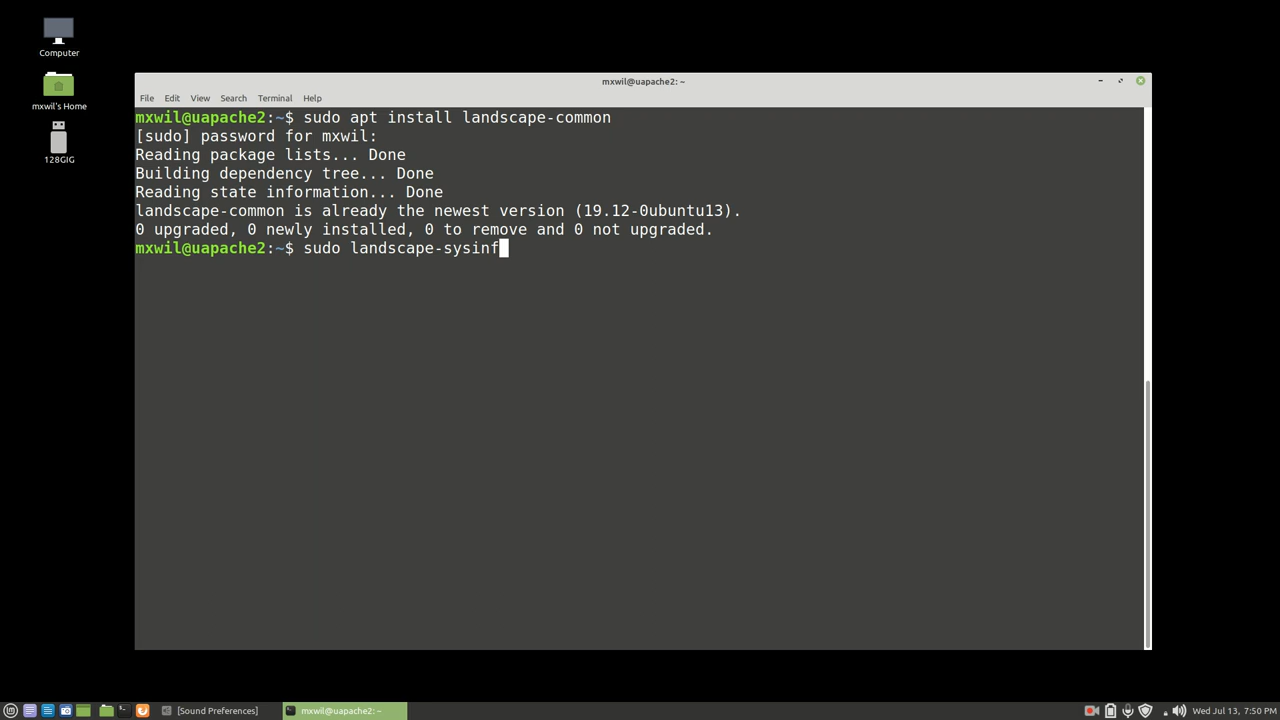 Computer
mxwil's Home
128GIG
mxwil@uapache2: ~
File Edit View Search Terminal Help
mxwil@uapache2:~$ sudo apt install landscape-common
[sudo] password for mxwil:
Reading package lists... Done
Building dependency tree... Done
Reading state information... Done
landscape-common is already the newest version (19.12-0ubuntu13).
0 upgraded, 0 newly installed, 0 to remove and 0 not upgraded.
mxwil@uapache2:~$ sudo landscape-sysinf
[Sound Preferences] mxwil@uapache2: ~ Wed Jul 13, 7:50 PM